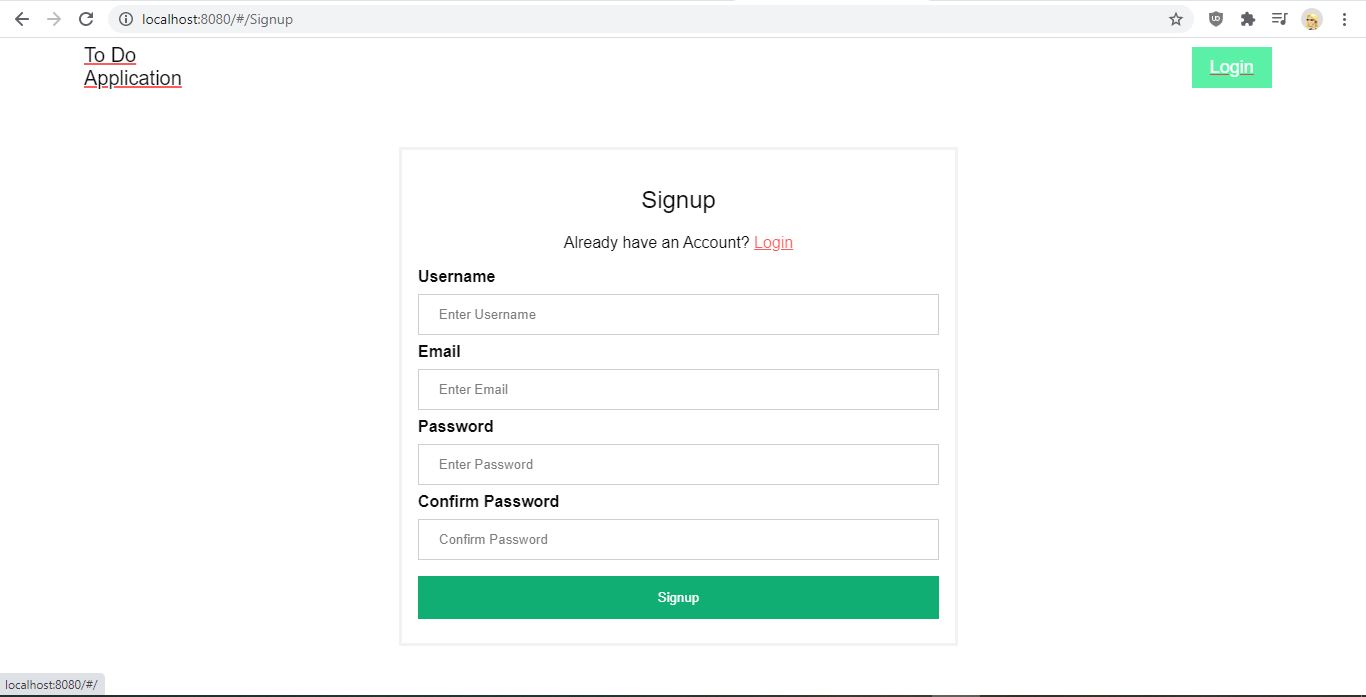 localhost:8080/#/Signup
To Do
Application
Login
Signup
Already have an Account? Login
Username
Enter Username
Email
Enter Email
Password
Enter Password
Confirm Password
Confirm Password
Signup
localhost:8080/#/